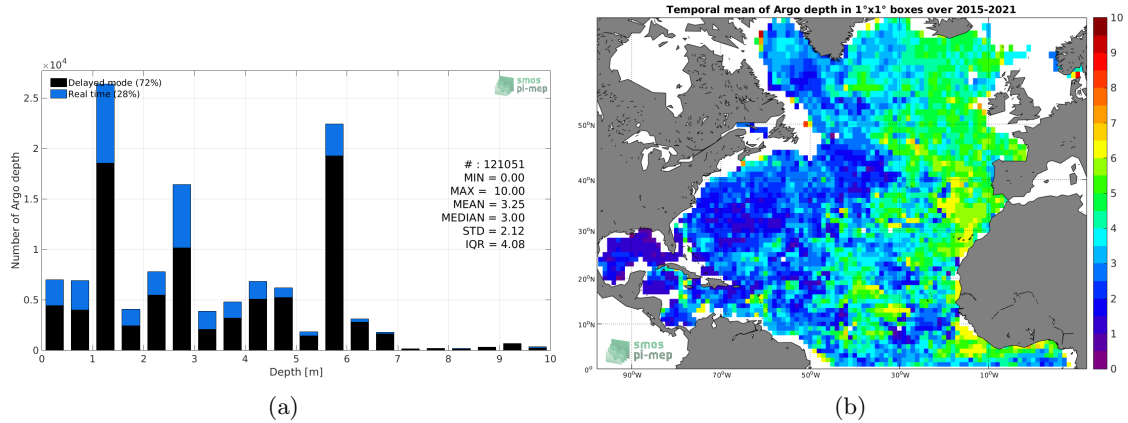 ×10⁴
Delayed mode (72%)
Real time (28%)
smos
pi-mep
2.5
2
1.5
1
0.5
0
Number of Argo depth
# : 121051
MIN = 0.00
MAX = 10.00
MEAN = 3.25
MEDIAN = 3.00
STD = 2.12
IQR = 4.08
0 1 2 3 4 5 6 7 8 9 10
Depth [m]
(a)
Temporal mean of Argo depth in 1°x1° boxes over 2015-2021
50°N
40°N
30°N
20°N
10°N
0°
90°W 70°W 50°W 30°W 10°W
smos
pi-mep
10
9
8
7
6
5
4
3
2
1
0
(b)